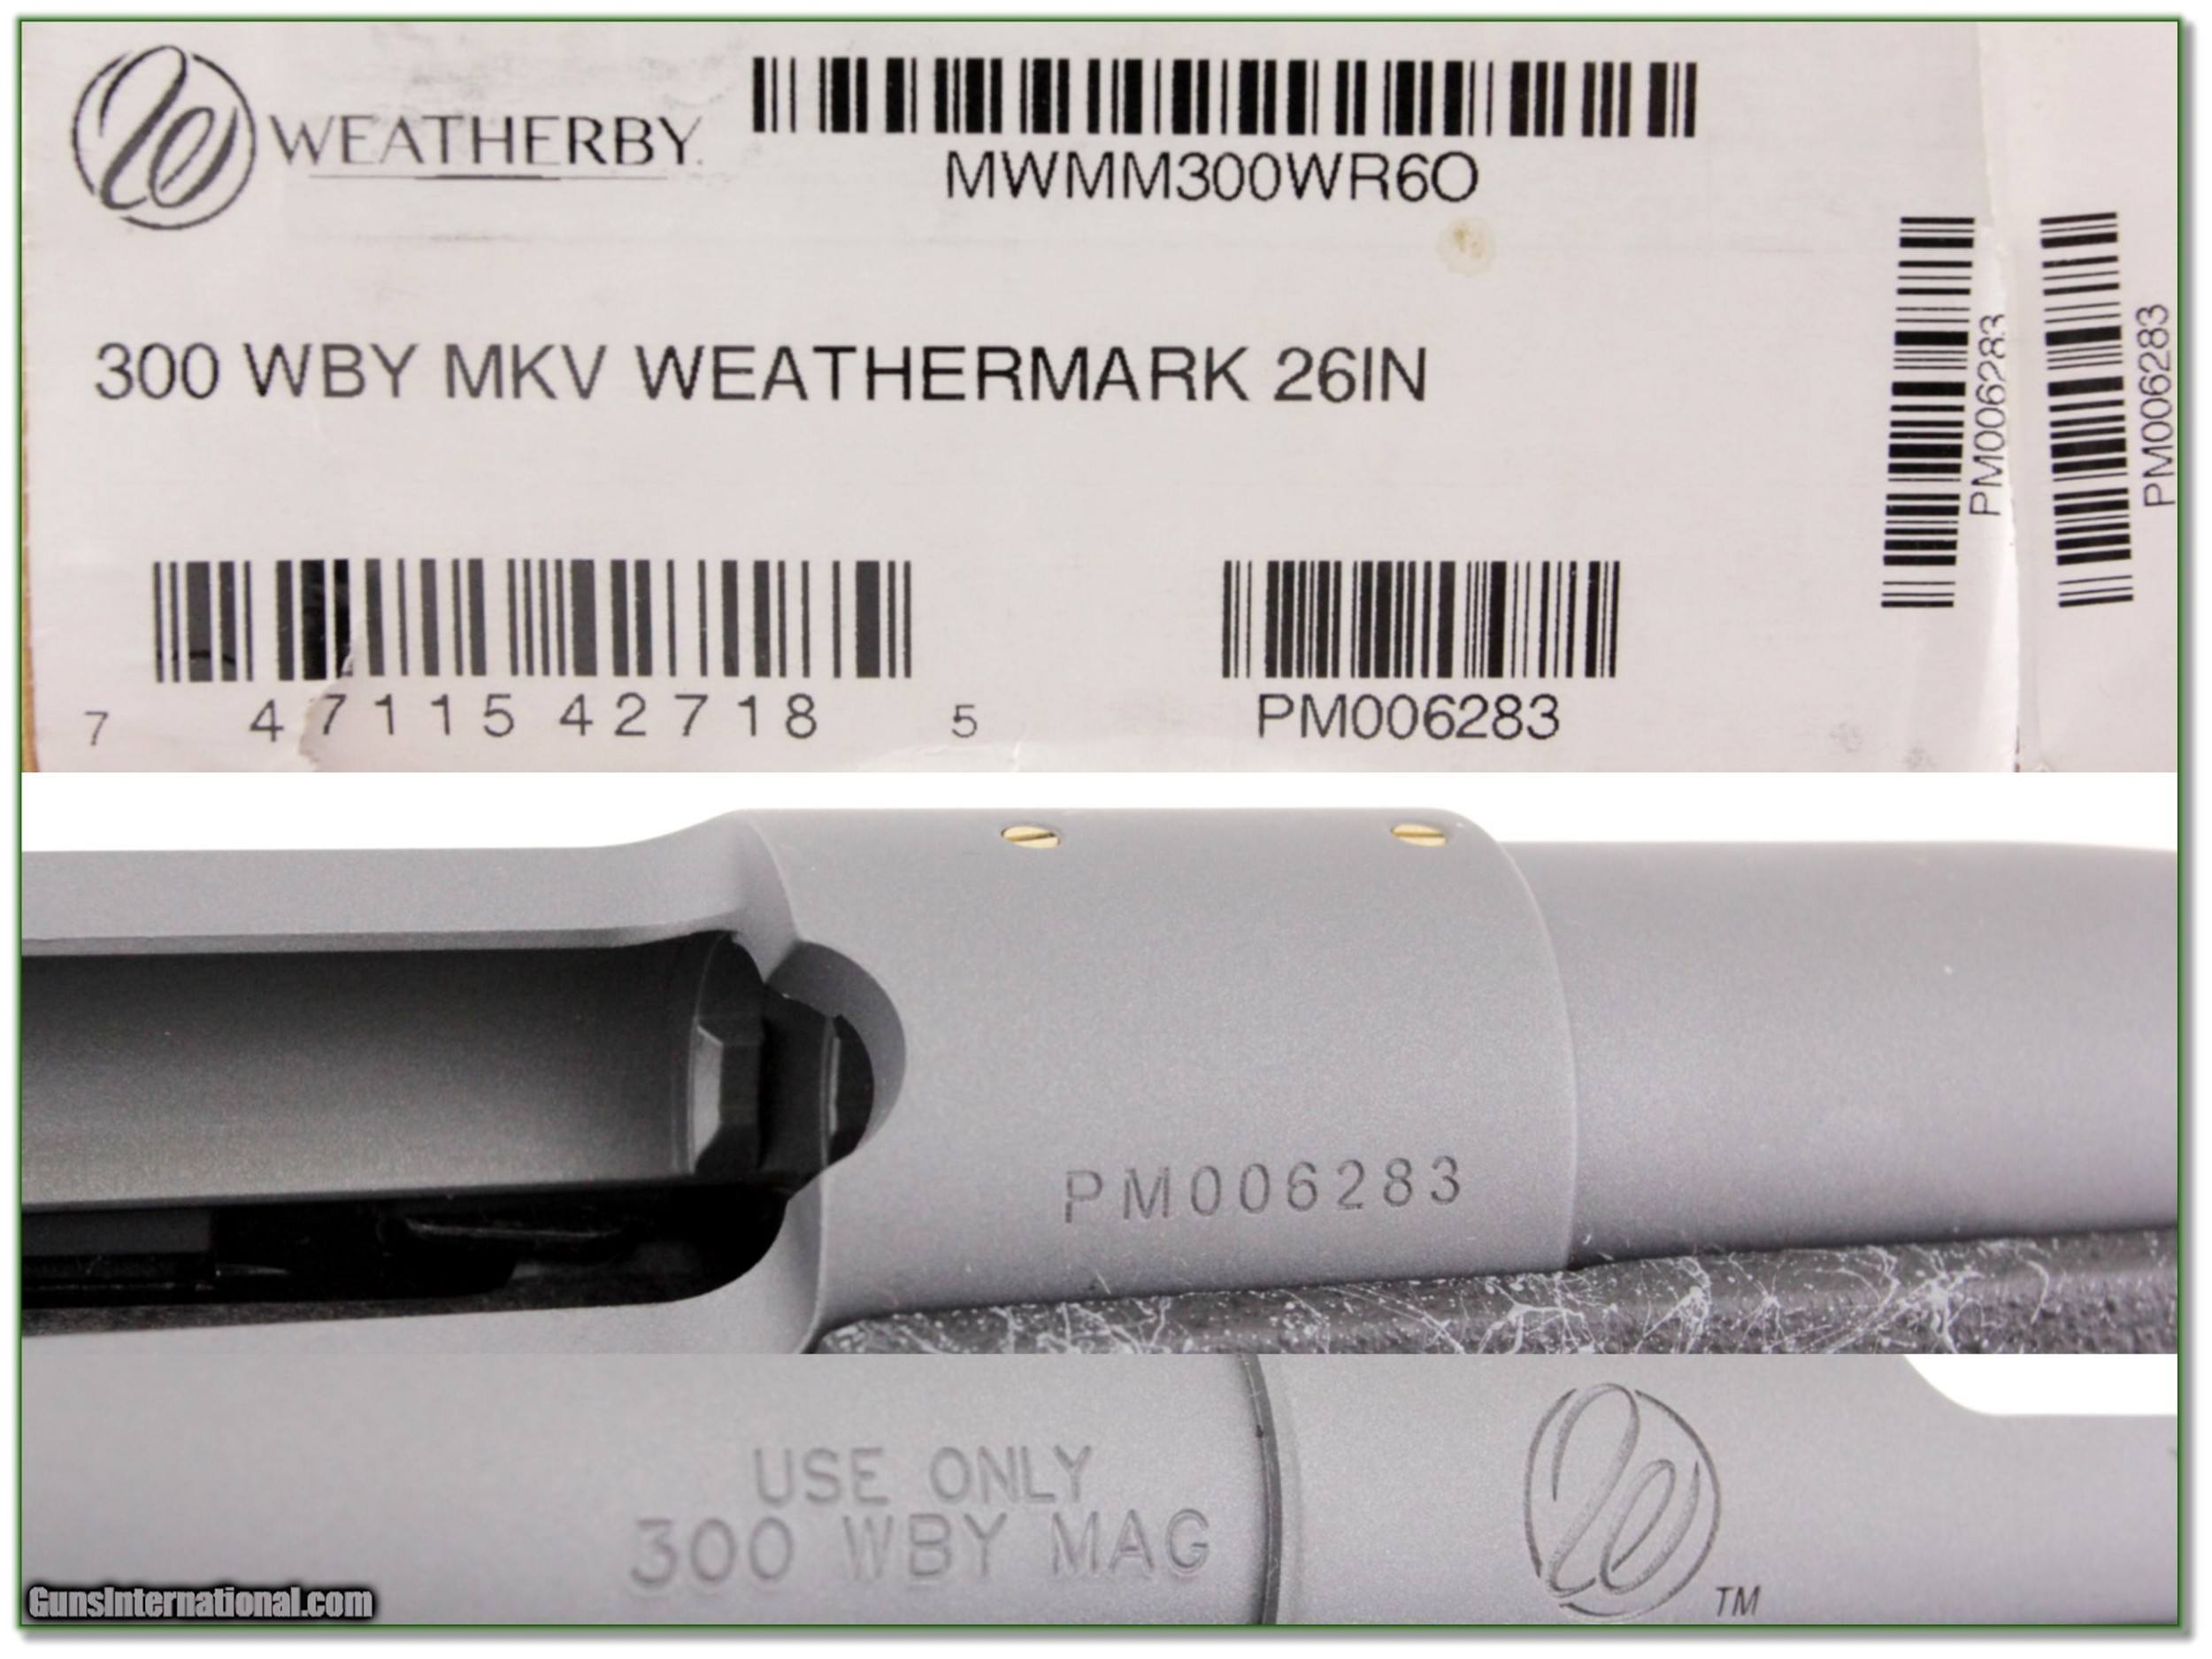 WEATHERBY.
MWMM300WR6O
300 WBY MKV WEATHERMARK 26IN
7 47115 42718 5
PM006283
PM006283
PM006283
PM006283
USE ONLY
300 WBY MAG
TM
GunsInternational.com